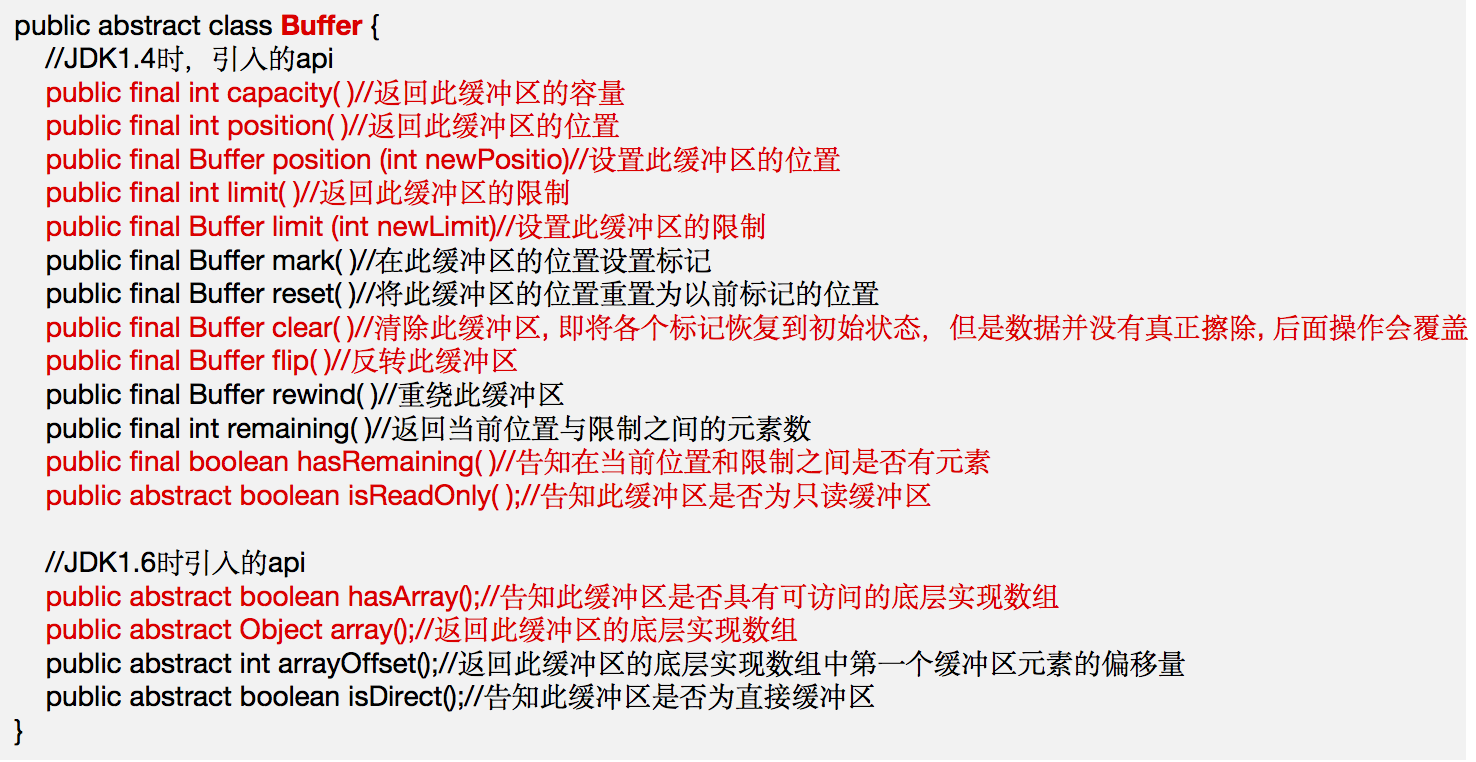 public abstract class Buffer {
//JDK1.4时，引入的api
public final int capacity( )//返回此缓冲区的容量
public final int position( )//返回此缓冲区的位置
public final Buffer position (int newPositio)//设置此缓冲区的位置
public final int limit( )//返回此缓冲区的限制
public final Buffer limit (int newLimit)//设置此缓冲区的限制
public final Buffer mark( )//在此缓冲区的位置设置标记
public final Buffer reset( )//将此缓冲区的位置重置为以前标记的位置
public final Buffer clear( )//清除此缓冲区, 即将各个标记恢复到初始状态，但是数据并没有真正擦除, 后面操作会覆盖
public final Buffer flip( )//反转此缓冲区
public final Buffer rewind( )//重绕此缓冲区
public final int remaining( )//返回当前位置与限制之间的元素数
public final boolean hasRemaining( )//告知在当前位置和限制之间是否有元素
public abstract boolean isReadOnly( );//告知此缓冲区是否为只读缓冲区
//JDK1.6时引入的api
public abstract boolean hasArray();//告知此缓冲区是否具有可访问的底层实现数组
public abstract Object array();//返回此缓冲区的底层实现数组
public abstract int arrayOffset();//返回此缓冲区的底层实现数组中第一个缓冲区元素的偏移量
public abstract boolean isDirect();//告知此缓冲区是否为直接缓冲区
}